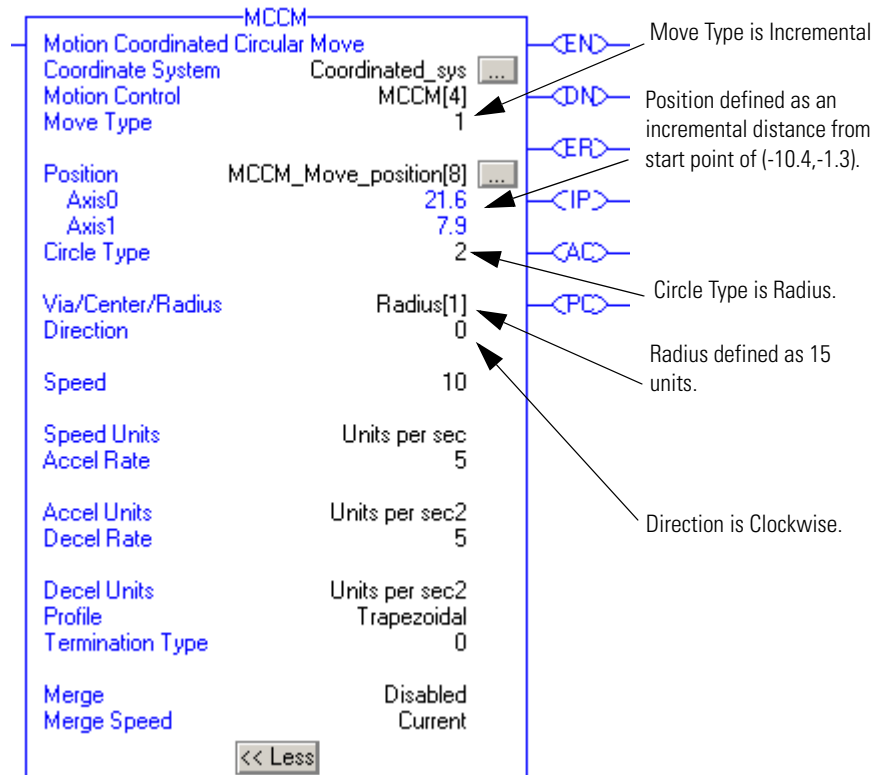 MCCM
Motion Coordinated Circular Move
Coordinate System Coordinated_sys ...
Motion Control MCCM[4]
Move Type 1
Position MCCM_Move_position[8] ...
Axis0 21.6
Axis1 7.9
Circle Type 2
Via/Center/Radius Radius[1]
Direction 0
Speed 10
Speed Units Units per sec
Accel Rate 5
Accel Units Units per sec2
Decel Rate 5
Decel Units Units per sec2
Profile Trapezoidal
Termination Type 0
Merge Disabled
Merge Speed Current
<< Less
EN
DN
ER
IP
AC
PC
Move Type is Incremental
Position defined as an
incremental distance from
start point of (-10.4,-1.3).
Circle Type is Radius.
Radius defined as 15
units.
Direction is Clockwise.